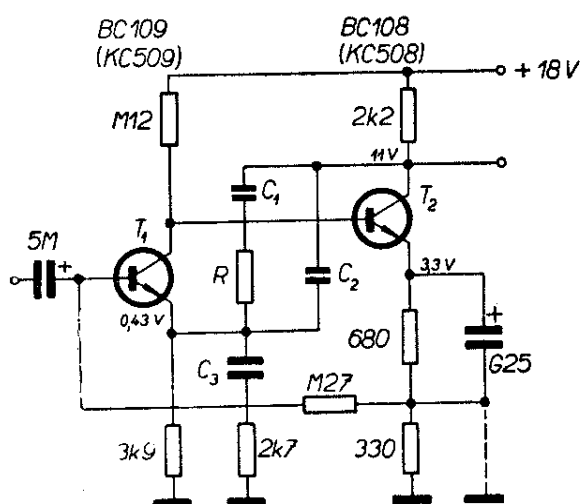 BC109
(KC509)
BC108
(KC508)
+ 18V
M12
2k2
11V
C1
T2
T1
5M
+
R
C2
3,3 V
0,43 V
+
680
G25
C3
M27
3k9
2k7
330